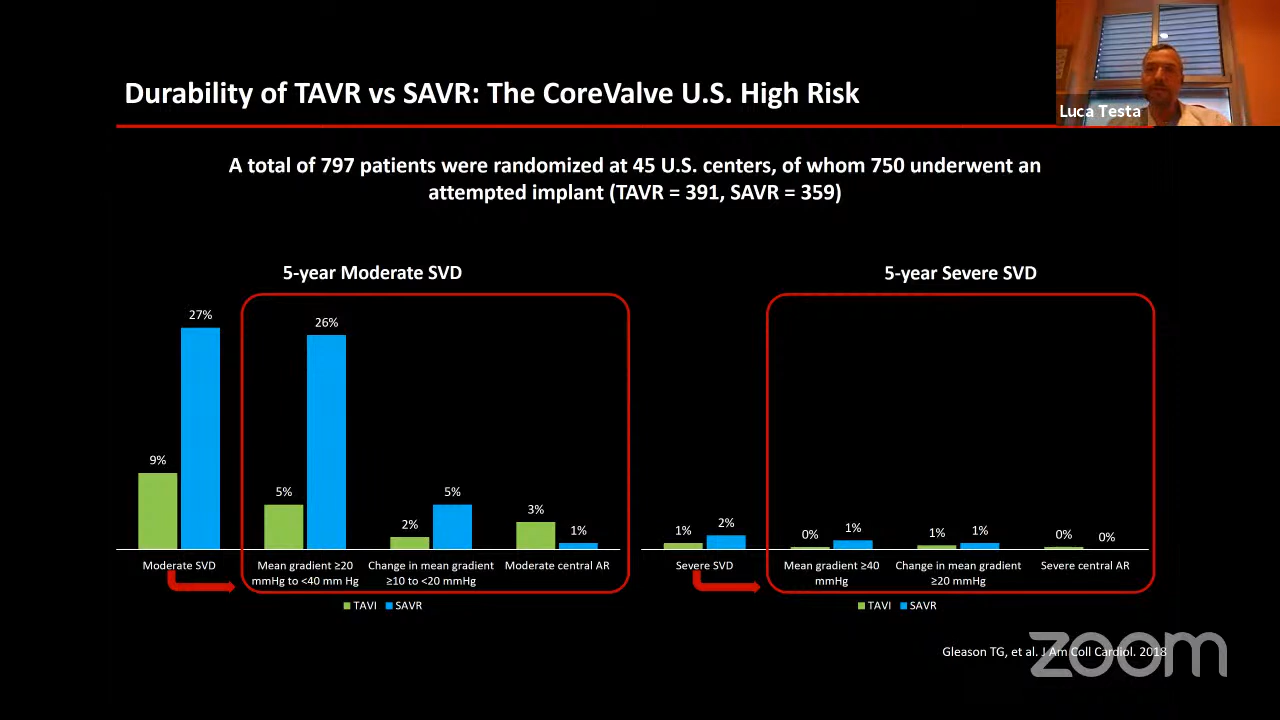 Durability of TAVR vs SAVR: The CoreValve U.S. High Risk
Luca Testa
A total of 797 patients were randomized at 45 U.S. centers, of whom 750 underwent an
attempted implant (TAVR = 391, SAVR = 359)
5-year Moderate SVD
27%
26%
9%
5%
2%
5%
3%
1%
Moderate SVD
Mean gradient ≥20
mmHg to <40 mm Hg
Change in mean gradient
≥10 to <20 mmHg
Moderate central AR
TAVI SAVR
5-year Severe SVD
1%
2%
0%
1%
1%
1%
0%
0%
Severe SVD
Mean gradient ≥40
mmHg
Change in mean gradient
≥20 mmHg
Severe central AR
TAVI SAVR
Gleason TG, et al. J Am Coll Cardiol. 2018
zoom